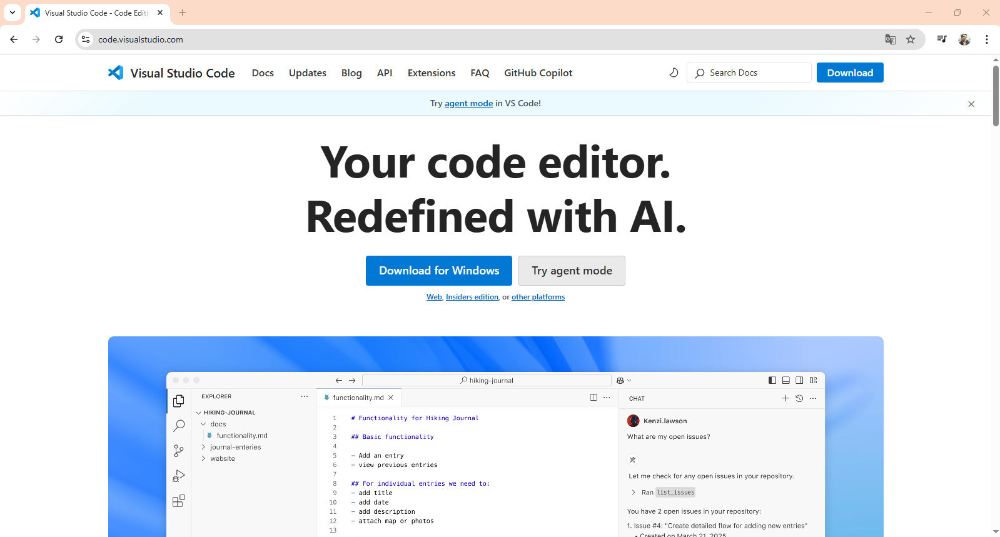 Visual Studio Code - Code Editi
code.visualstudio.com
Visual Studio Code
Docs
Updates
Blog
API
Extensions
FAQ
GitHub Copilot
Search Docs
Download
Try agent mode in VS Code!
Your code editor.
Redefined with AI.
Download for Windows
Try agent mode
Web, Insiders edition, or other platforms
hiking-journal
EXPLORER
HIKING-JOURNAL
docs
functionality.md
journal-enteries
website
functionality.md
1 # Functionality for Hiking Journal
2
3 ## Basic functionality
4
5 - Add an entry
6 - view previous entries
7
8 ## For individual entries we need to:
9 - add title
10 - add date
11 - add description
12 - attach map or photos
13
CHAT
Kenzi.lawson
What are my open issues?
Let me check for any open issues in your repository.
Ran list_issues
You have 2 open issues in your repository:
1. Issue #4: "Create detailed flow for adding new entries"
• Created on March 21, 2025